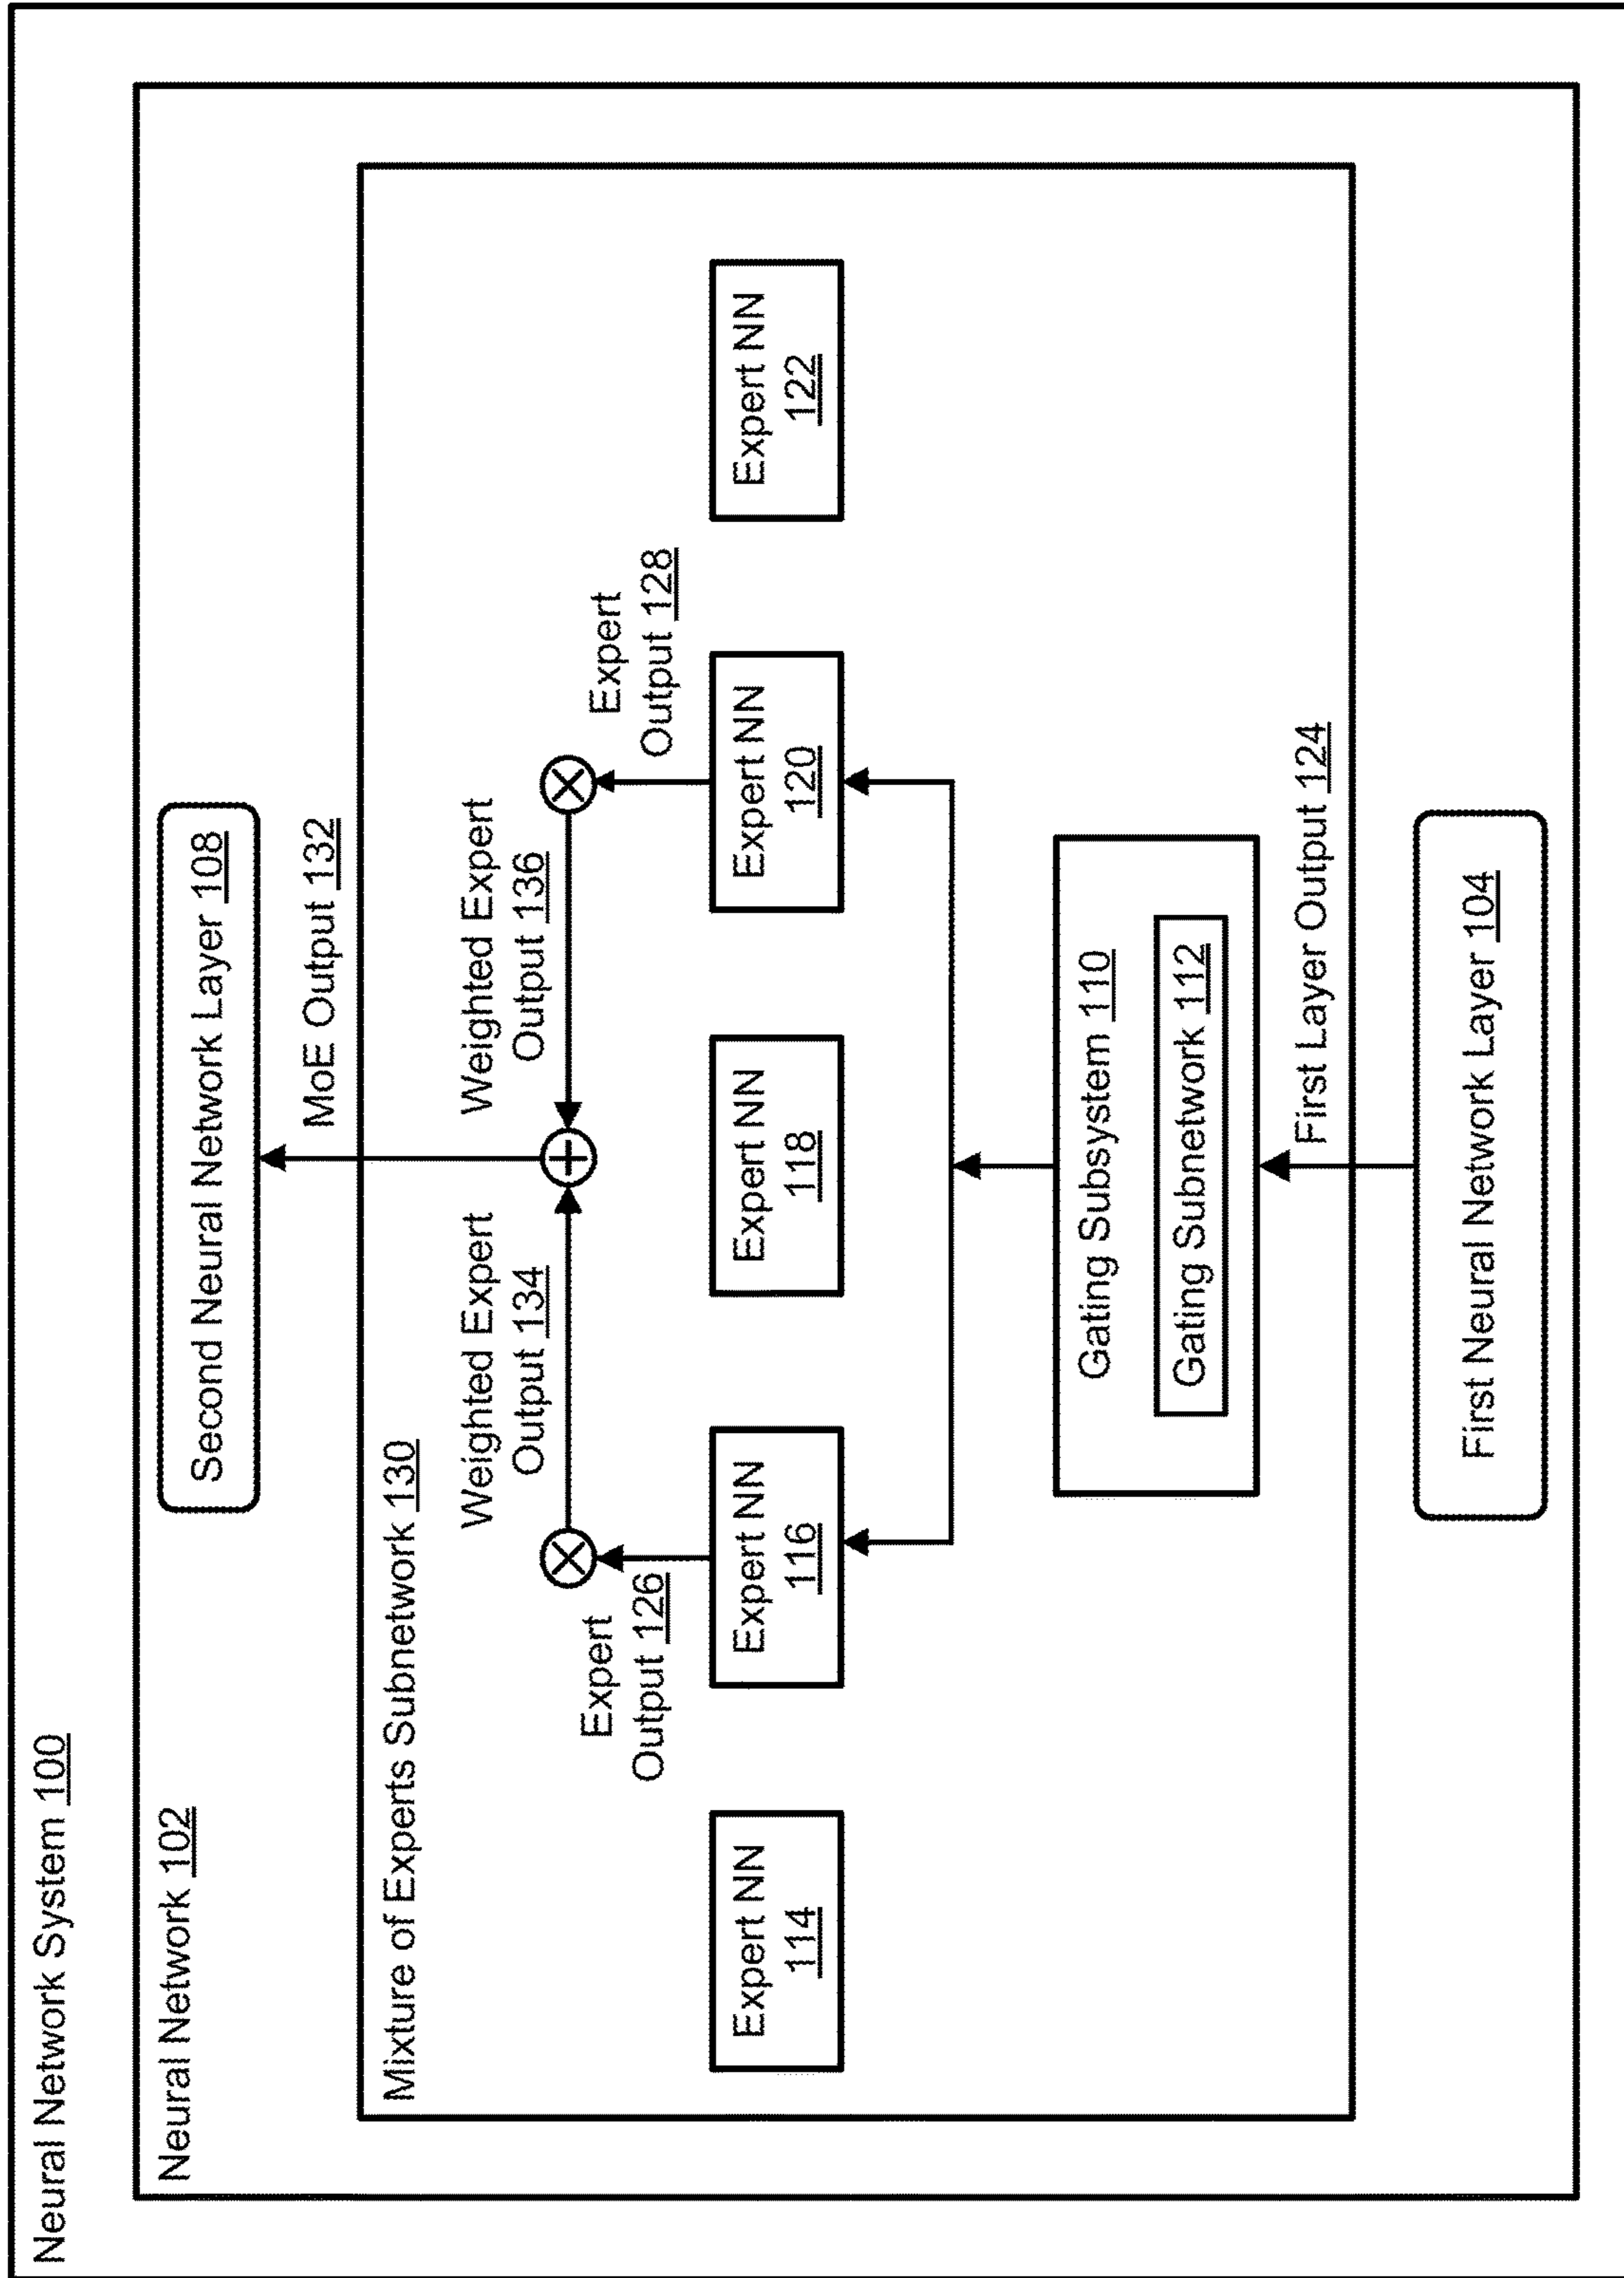 Neural Network System 100
Neural Network 102
Second Neural Network Layer 108
MoE Output 132
Mixture of Experts Subnetwork 130
Weighted Expert
Output 134
Weighted Expert
Output 136
Expert
Output 126
Expert
Output 128
Expert NN
114
Expert NN
116
Expert NN
118
Expert NN
120
Expert NN
122
Gating Subsystem 110
Gating Subnetwork 112
First Layer Output 124
First Neural Network Layer 104